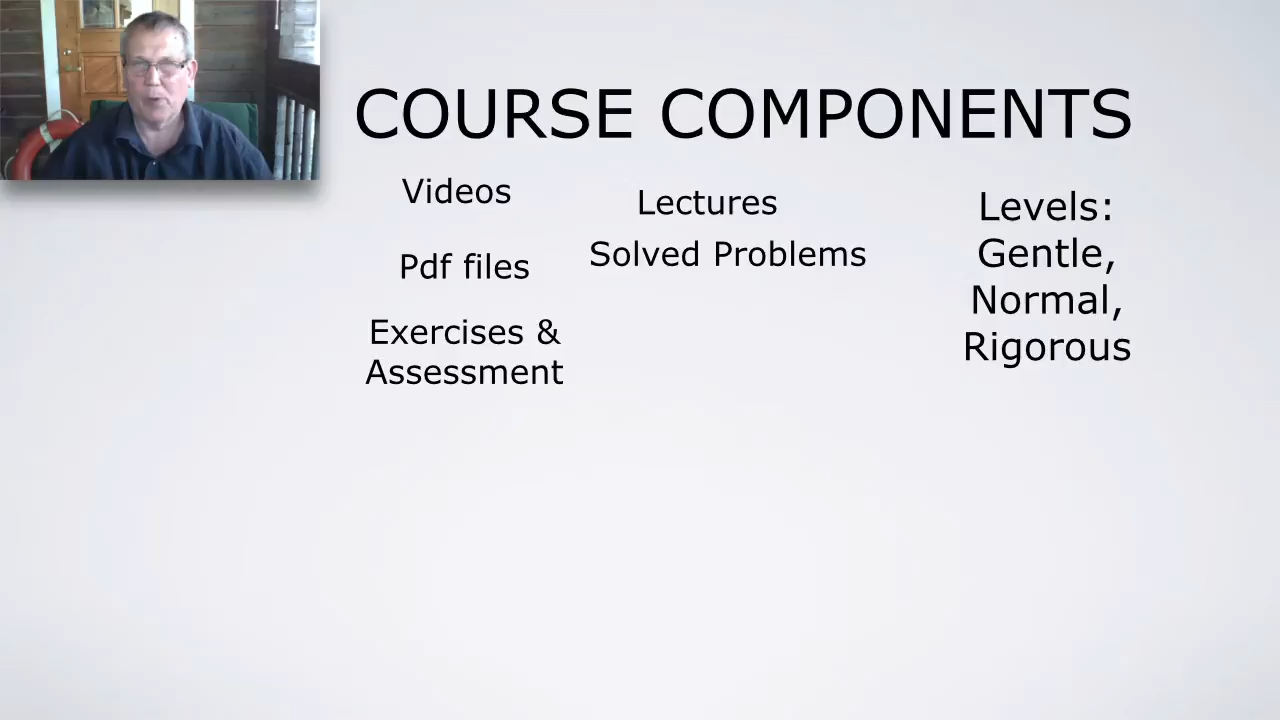 COURSE COMPONENTS
Videos
Pdf files
Exercises &
Assessment
Lectures
Solved Problems
Levels:
Gentle,
Normal,
Rigorous